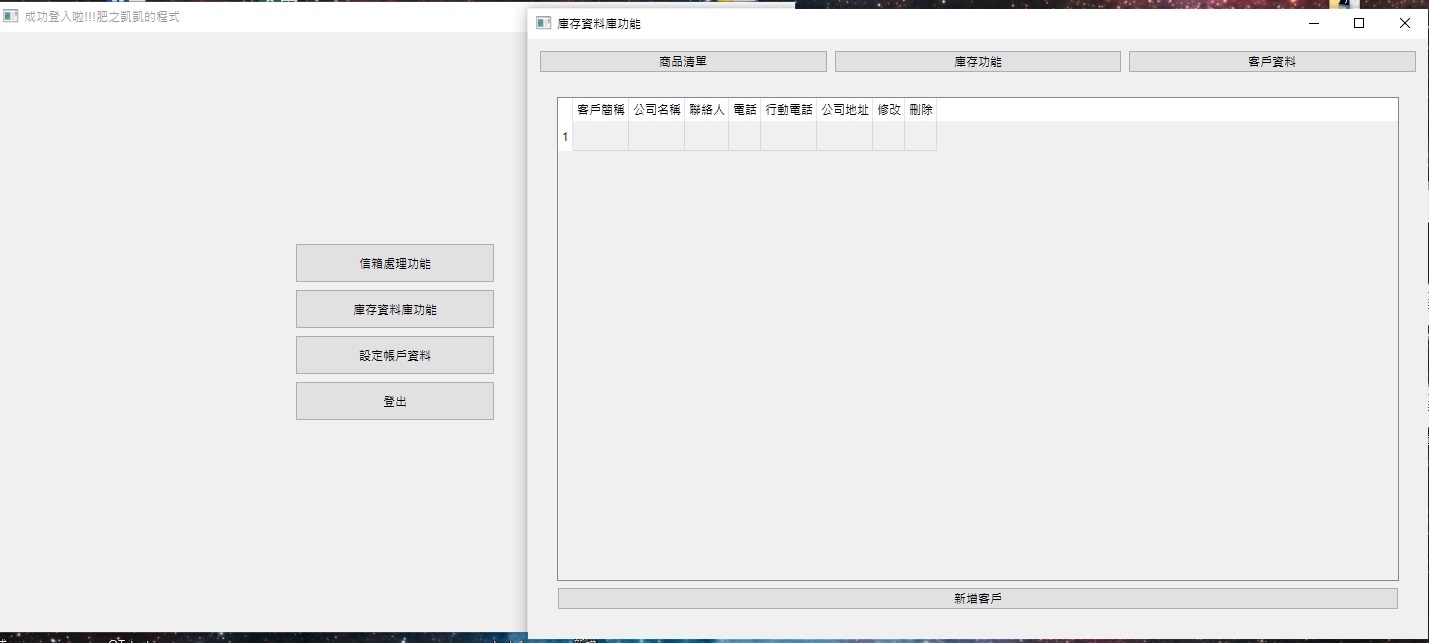 成功登入啦!!!肥之凱凱的程式
信箱處理功能
庫存資料庫功能
設定帳戶資料
登出
庫存資料庫功能
商品清單 庫存功能 客戶資料
客戶簡稱 公司名稱 聯絡人 電話 行動電話 公司地址 修改 刪除
1
新增客戶